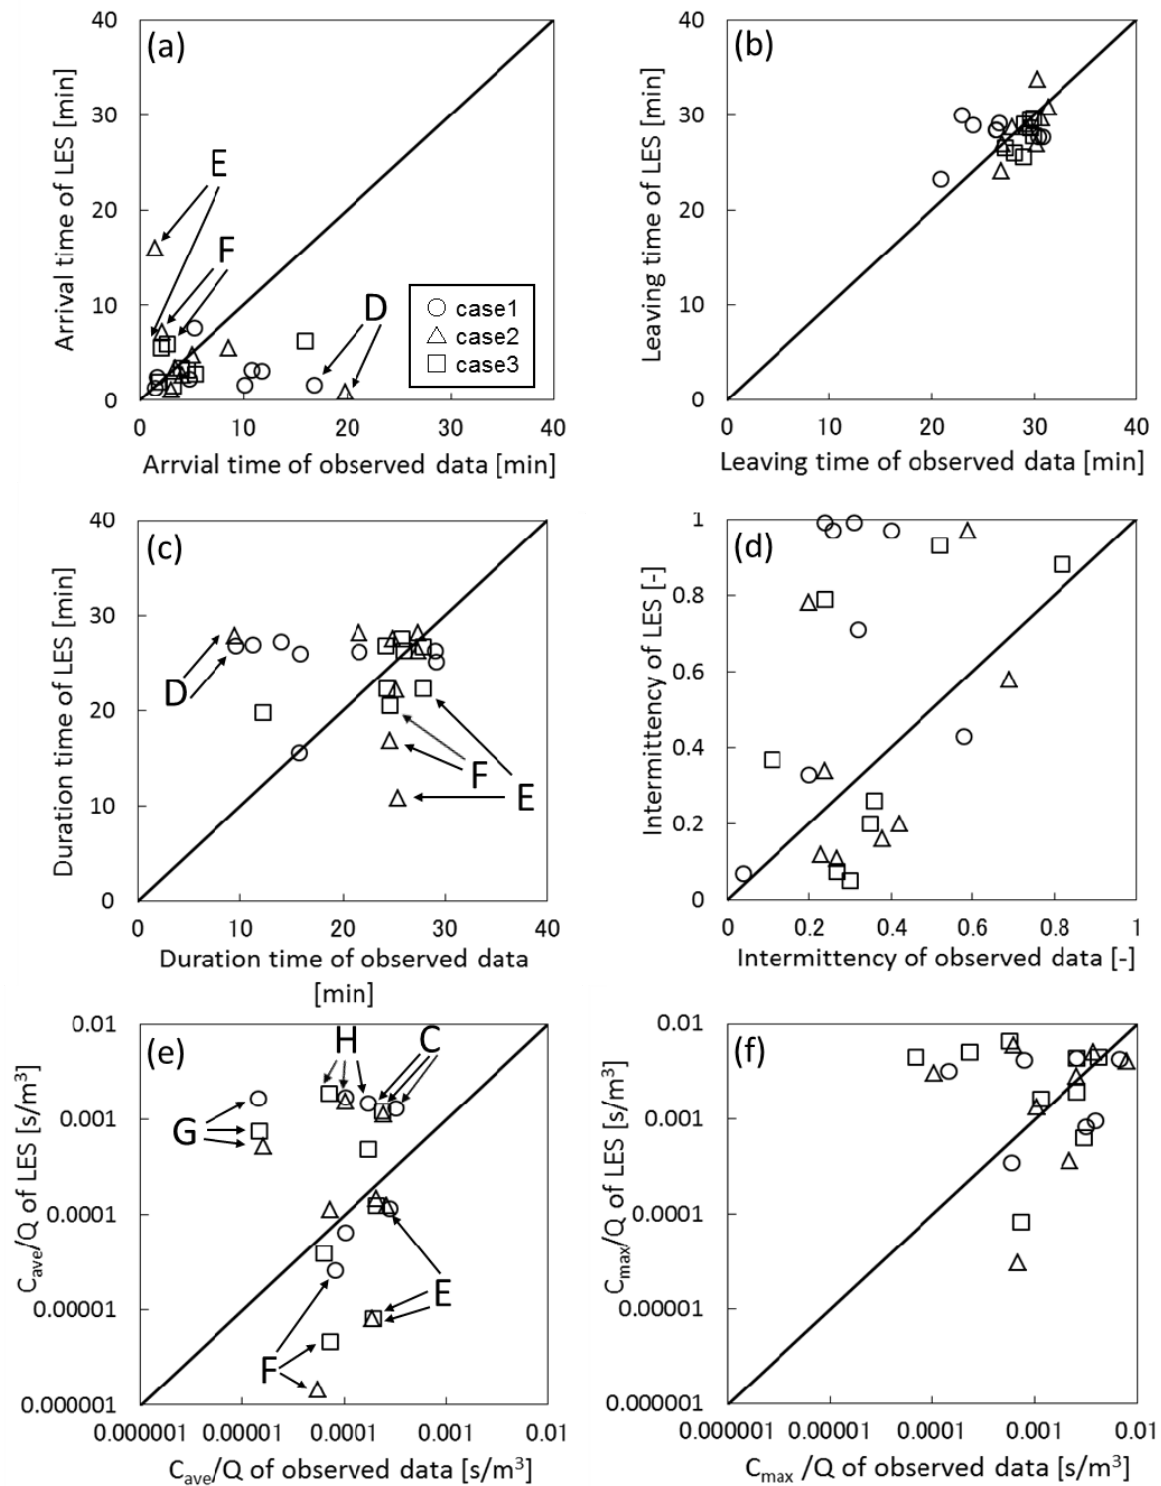 (a)
Arrival time of LES [min]
40
30
20
10
0
E
F
D
case1
case2
case3
0 10 20 30 40
Arrvial time of observed data [min]
(b)
Leaving time of LES [min]
40
30
20
10
0
0 10 20 30 40
Leaving time of observed data [min]
(c)
Duration time of LES [min]
40
30
20
10
0
D
F
E
0 10 20 30 40
Duration time of observed data
[min]
(d)
Intermittency of LES [-]
1
0.8
0.6
0.4
0.2
0
0 0.2 0.4 0.6 0.8 1
Intermittency of observed data [-]
(e)
Cave/Q of LES [s/m³]
0.01
0.001
0.0001
0.00001
0.000001
H
C
G
E
F
0.000001 0.00001 0.0001 0.001 0.01
Cave/Q of observed data [s/m³]
(f)
Cmax/Q of LES [s/m³]
0.01
0.001
0.0001
0.00001
0.000001
0.000001 0.00001 0.0001 0.001 0.01
Cmax /Q of observed data [s/m³]